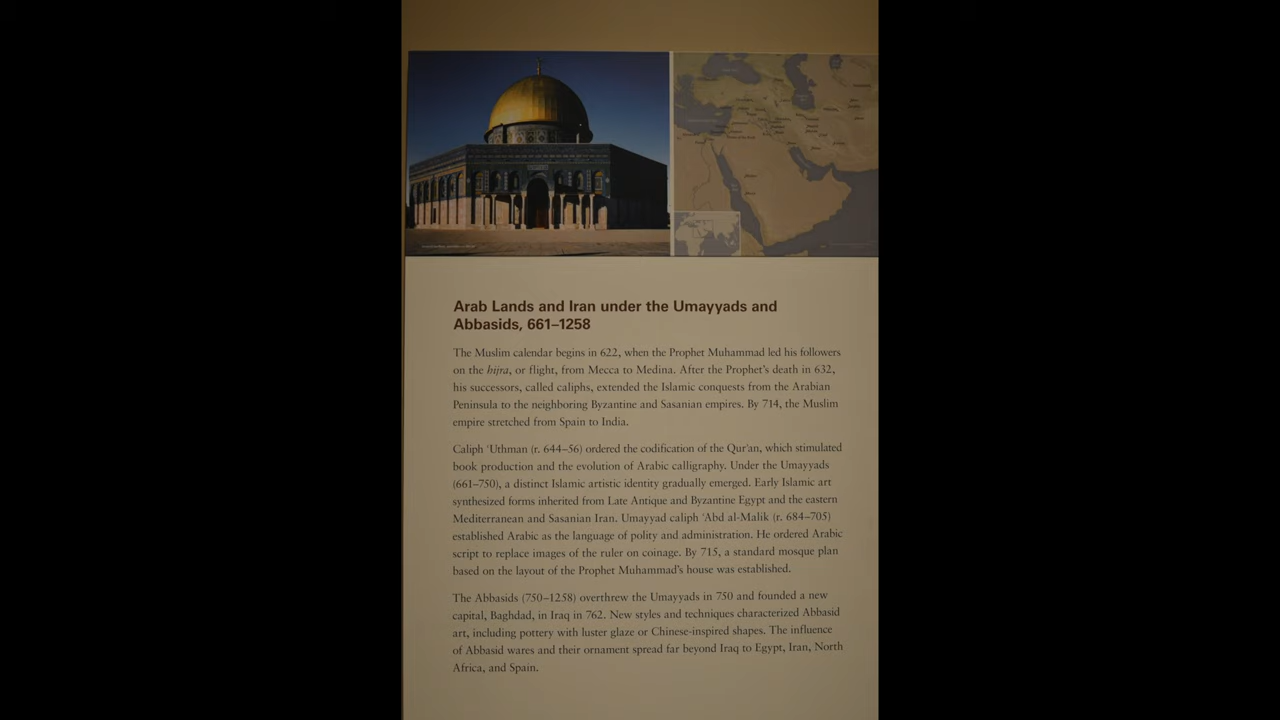 Arab Lands and Iran under the Umayyads and
Abbasids, 661–1258
The Muslim calendar begins in 622, when the Prophet Muhammad led his followers
on the hijra, or flight, from Mecca to Medina. After the Prophet's death in 632,
his successors, called caliphs, extended the Islamic conquests from the Arabian
Peninsula to the neighboring Byzantine and Sasanian empires. By 714, the Muslim
empire stretched from Spain to India.
Caliph ʻUthman (r. 644–56) ordered the codification of the Qur'an, which stimulated
book production and the evolution of Arabic calligraphy. Under the Umayyads
(661–750), a distinct Islamic artistic identity gradually emerged. Early Islamic art
synthesized forms inherited from Late Antique and Byzantine Egypt and the eastern
Mediterranean and Sasanian Iran. Umayyad caliph ʻAbd al-Malik (r. 684–705)
established Arabic as the language of polity and administration. He ordered Arabic
script to replace images of the ruler on coinage. By 715, a standard mosque plan
based on the layout of the Prophet Muhammad's house was established.
The Abbasids (750–1258) overthrew the Umayyads in 750 and founded a new
capital, Baghdad, in Iraq in 762. New styles and techniques characterized Abbasid
art, including pottery with luster glaze or Chinese-inspired shapes. The influence
of Abbasid wares and their ornament spread far beyond Iraq to Egypt, Iran, North
Africa, and Spain.